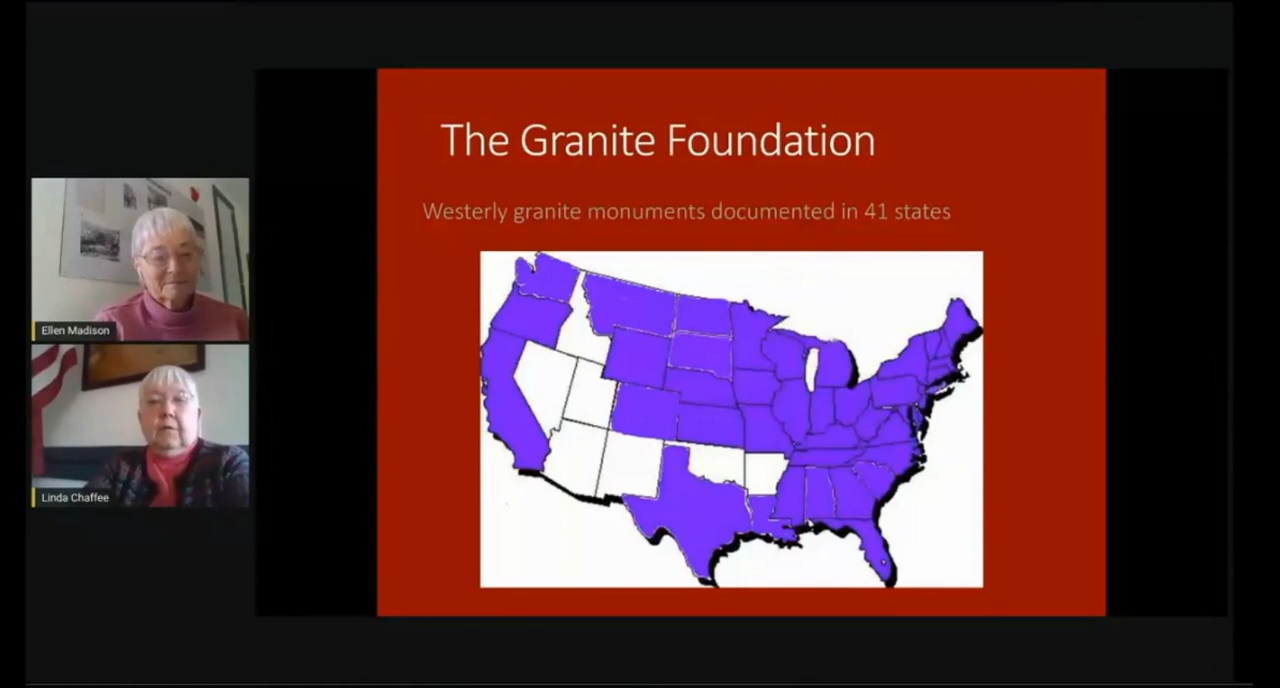 The Granite Foundation
Westerly granite monuments documented in 41 states
Ellen Madison
Linda Chaffee